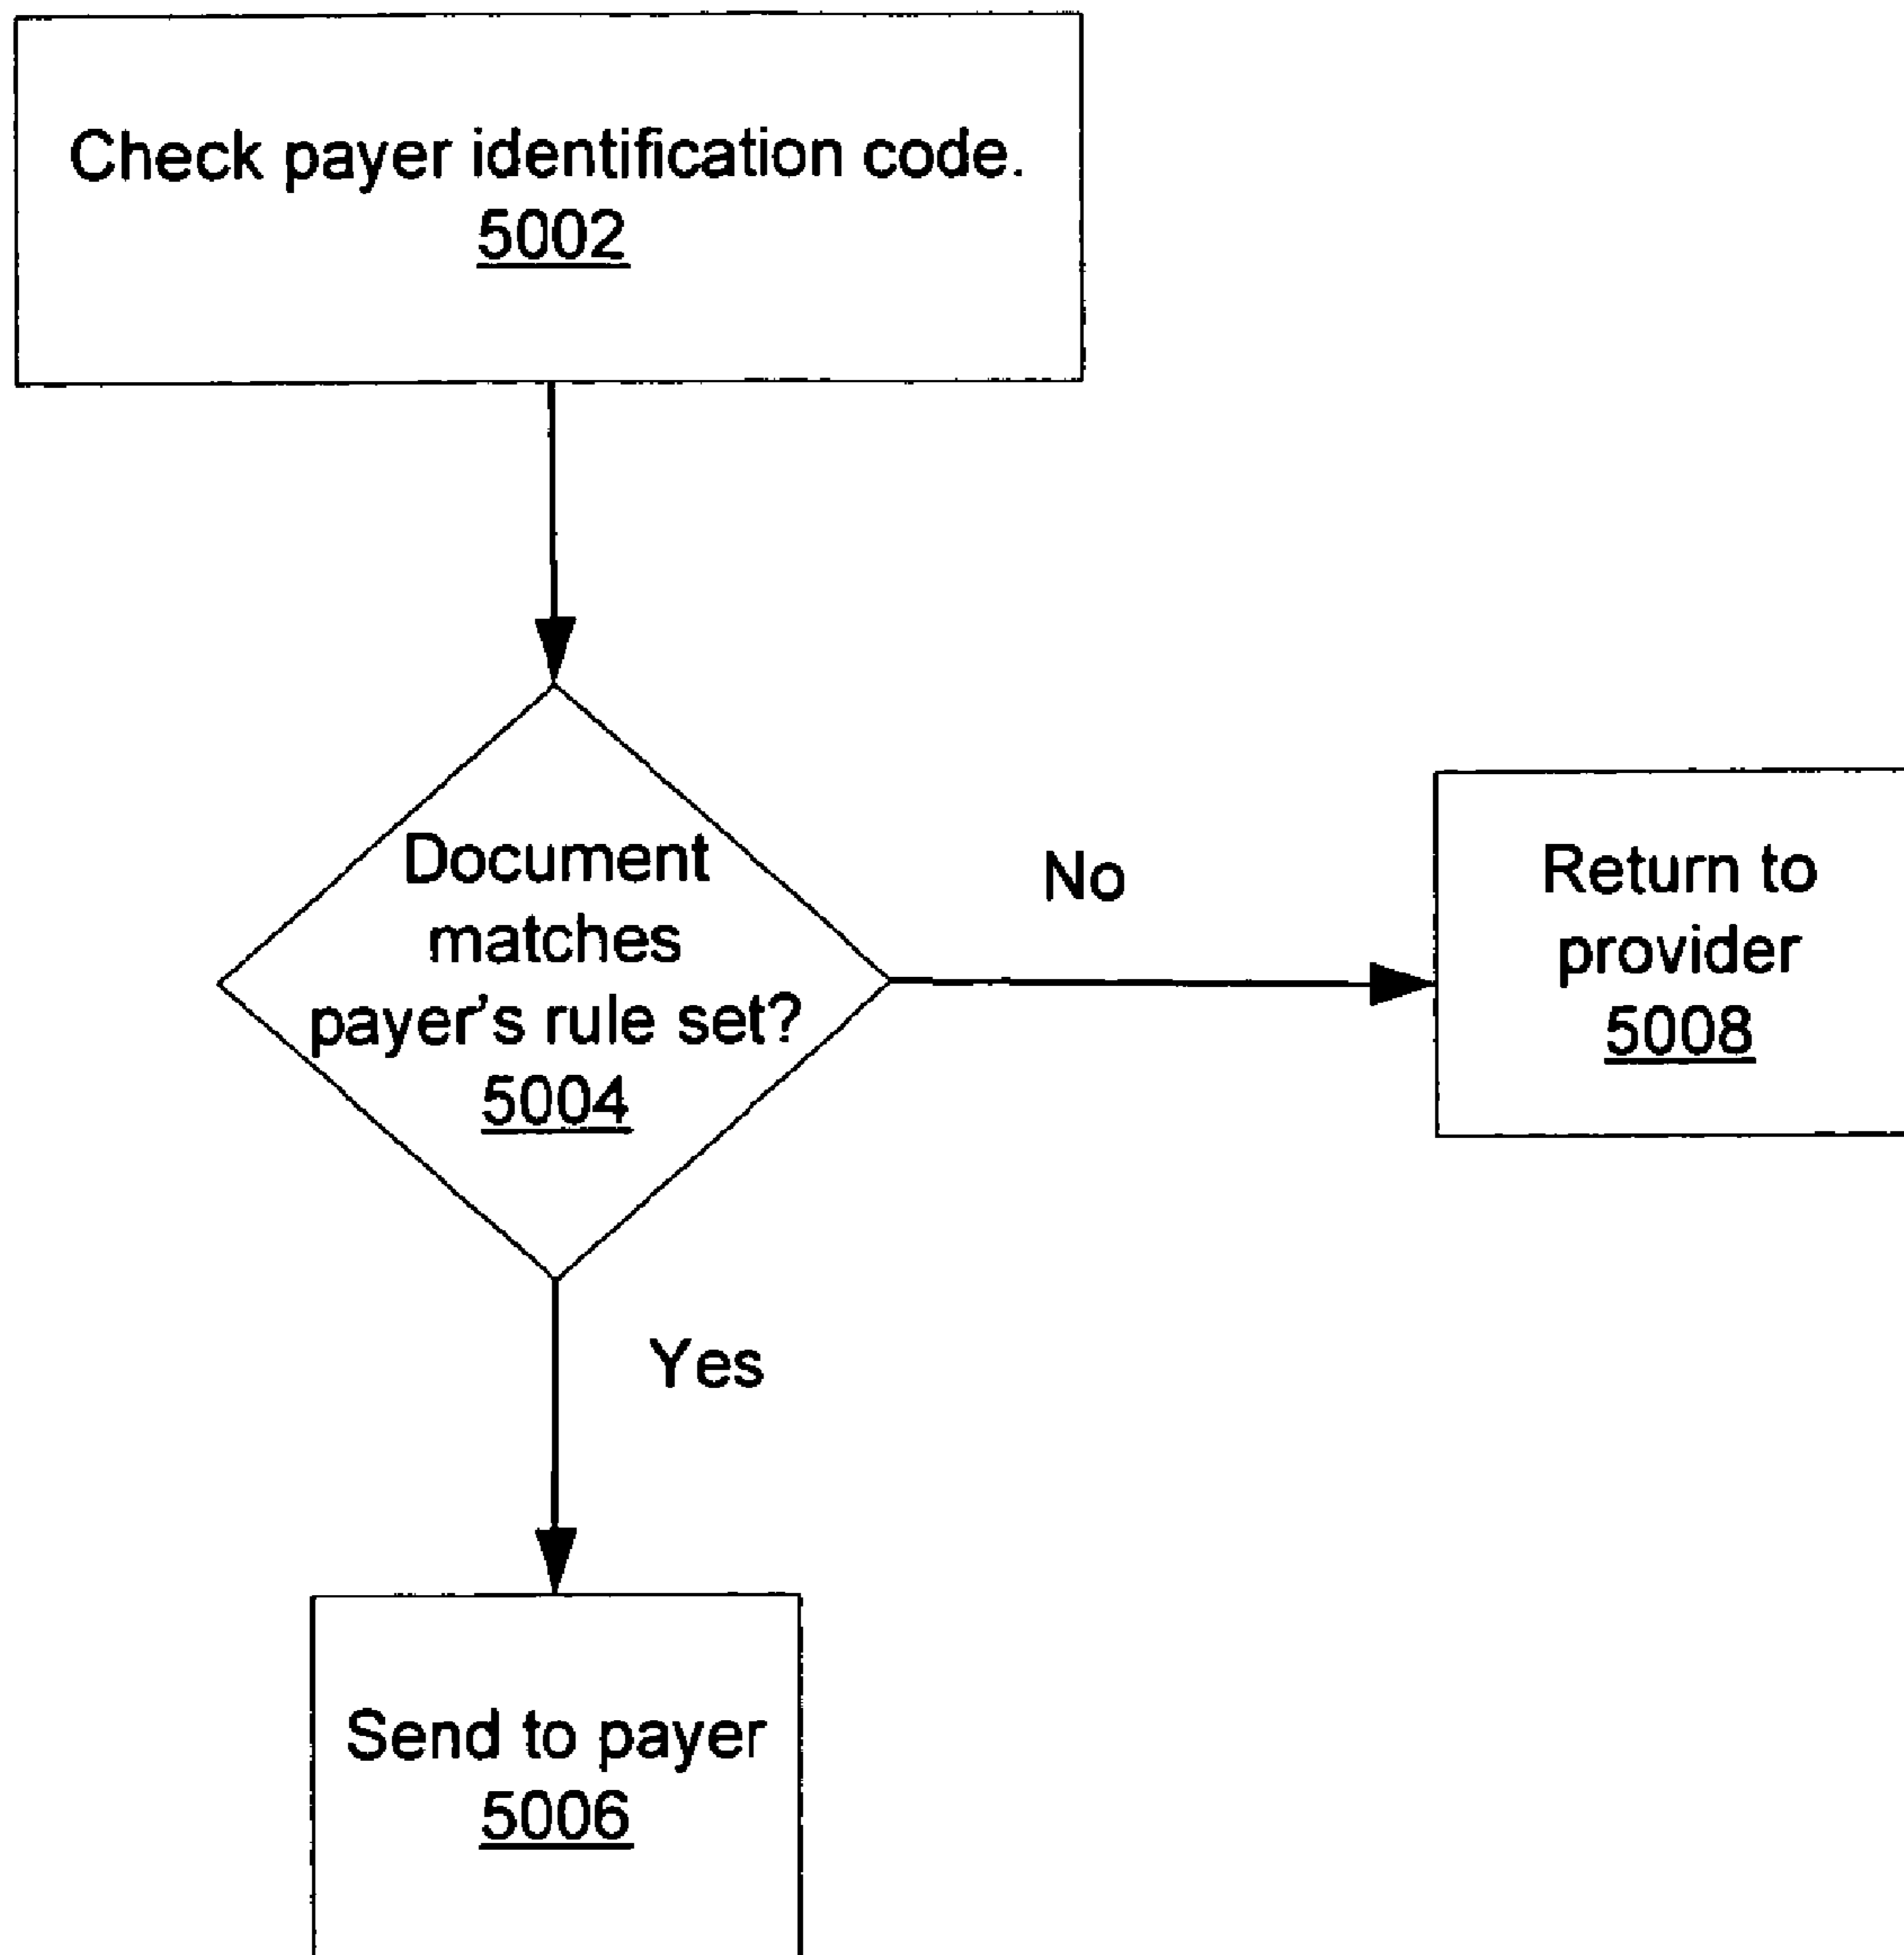 Check payer identification code.
5002
Document
matches
payer's rule set?
5004
No
Return to
provider
5008
Yes
Send to payer
5006